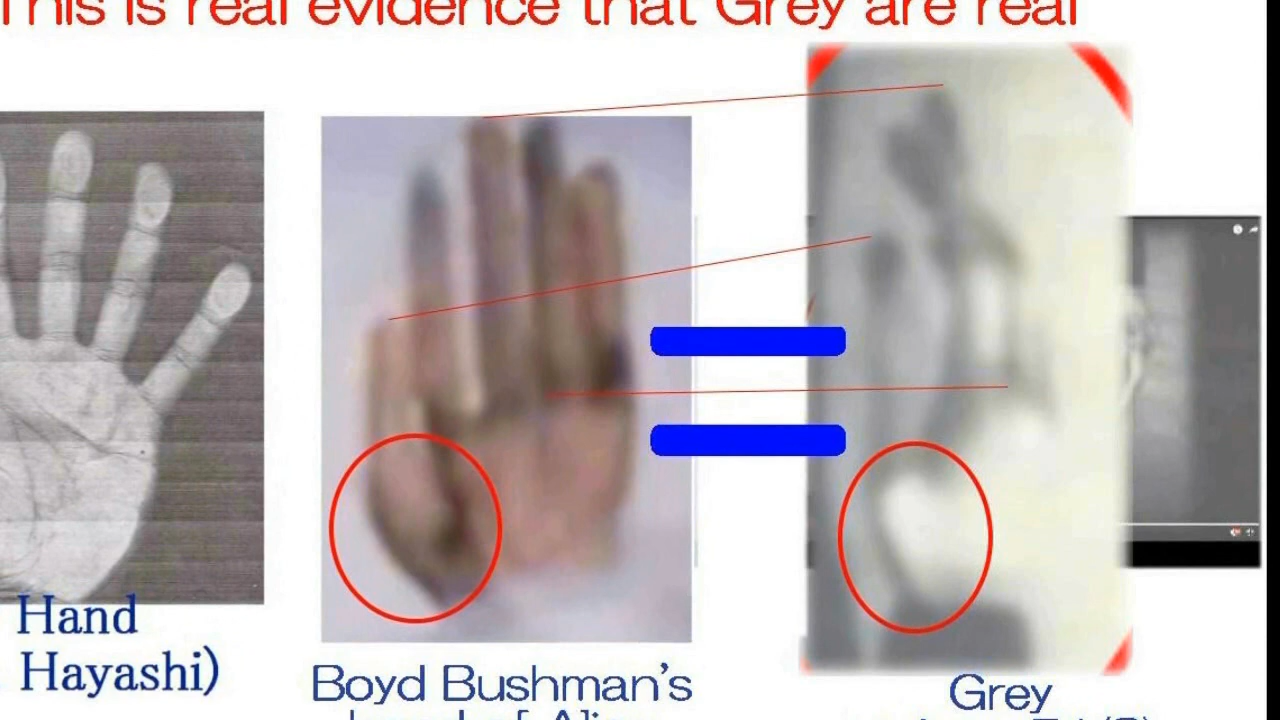 This is real evidence that Grey are real
Hand
Hayashi)
Boyd Bushman's
Grey